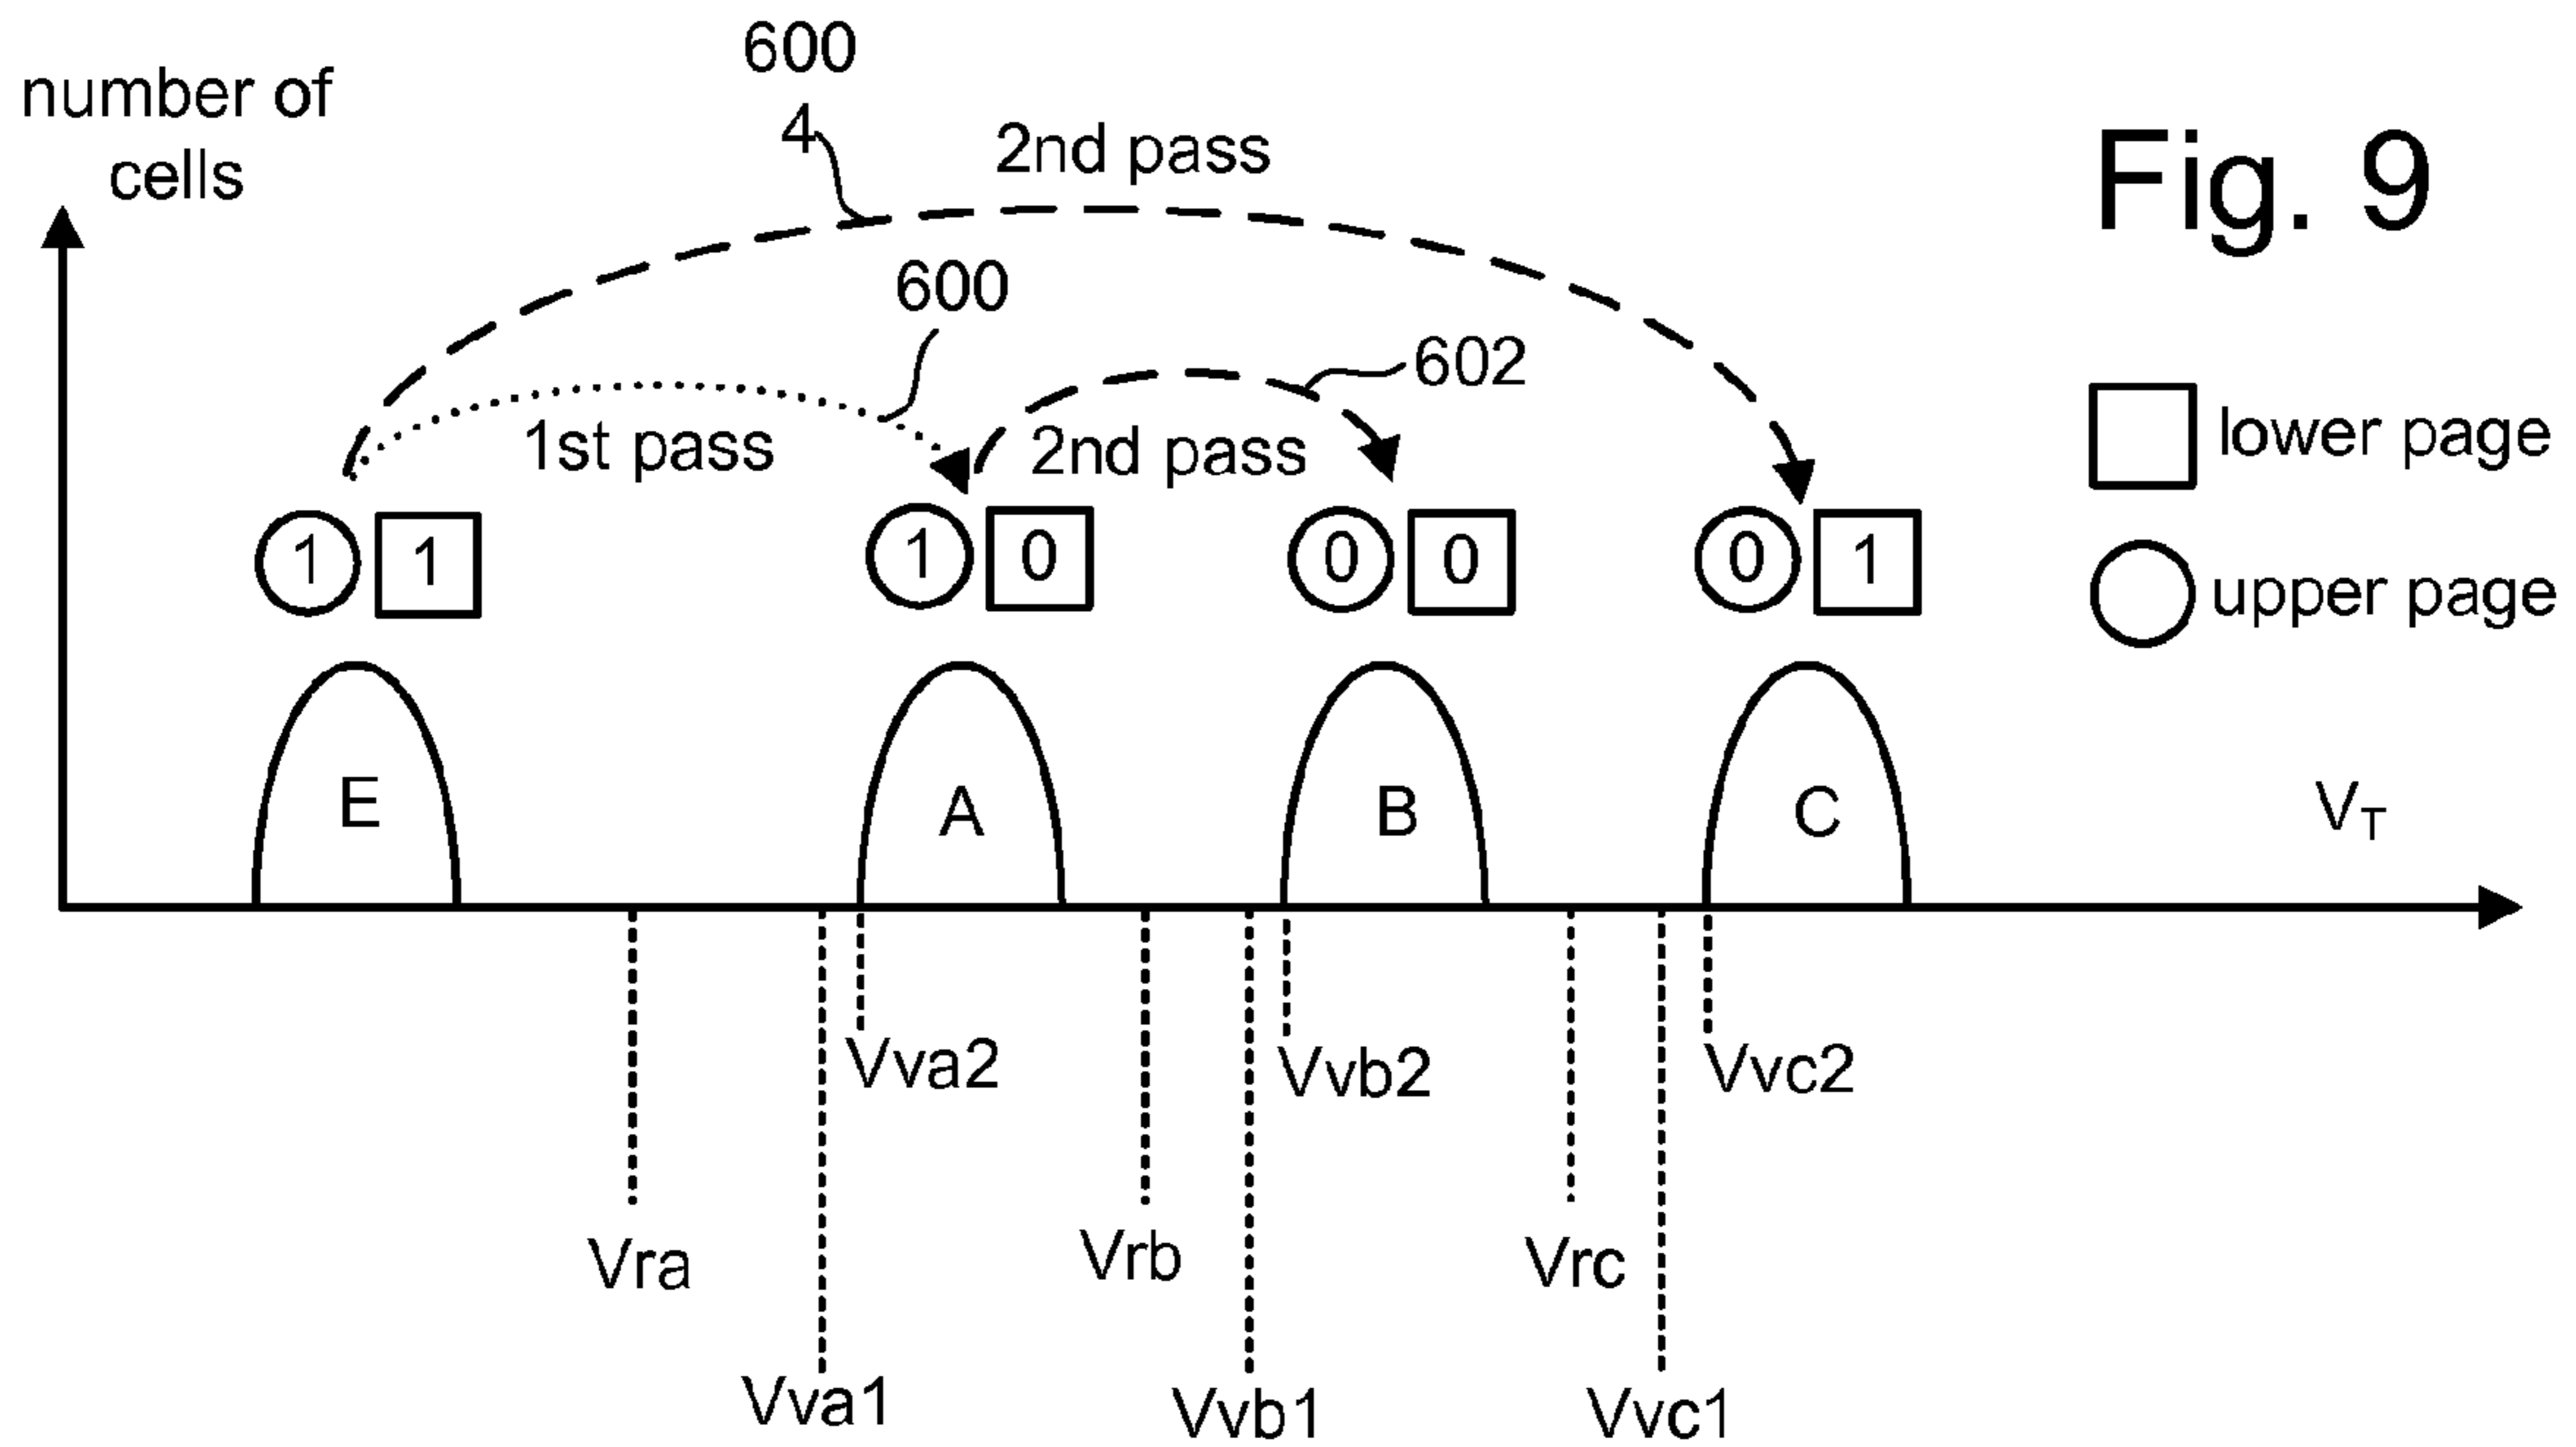 600
4
2nd pass
number of
cells
Fig. 9
600
602
1st pass
2nd pass
lower page
upper page
1 1
1 0
0 0
0 1
E
A
B
C
VT
Vva2
Vvb2
Vvc2
Vra
Vrb
Vrc
Vva1
Vvb1
Vvc1